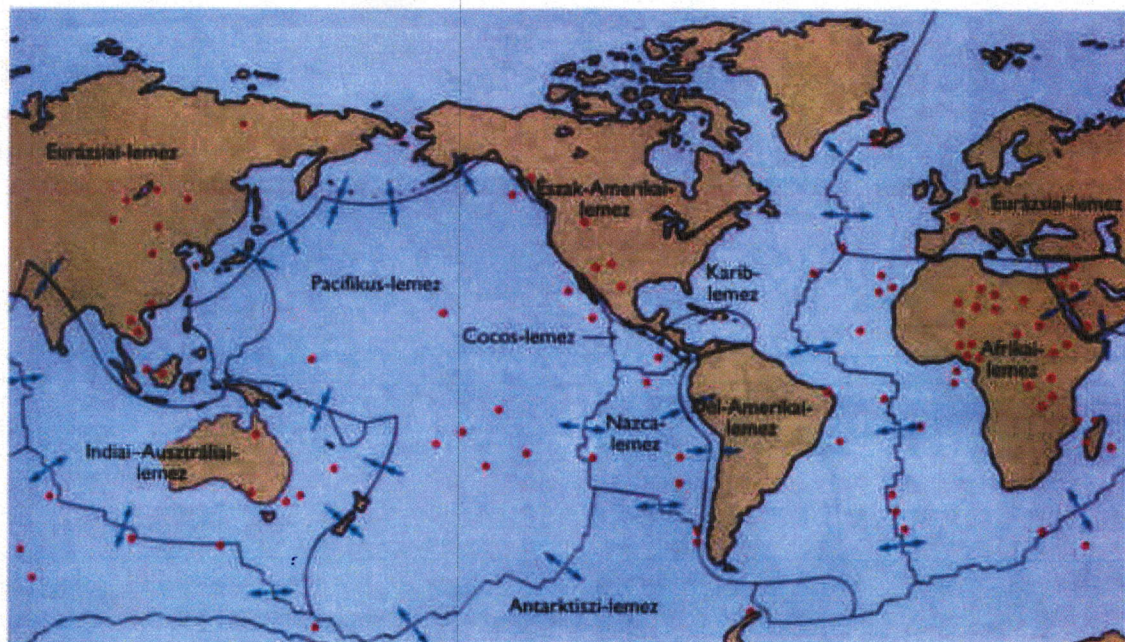 Eurázsiai-lemez
Észak-Amerikai-
lemez
Eurázsiai-lemez
Pacifikus-lemez
Karib-
lemez
Cocos-lemez
Afrikai-
lemez
Indiai-Ausztráliai-
lemez
Nazca-
lemez
Dél-Amerikai-
lemez
Antarktiszi-lemez